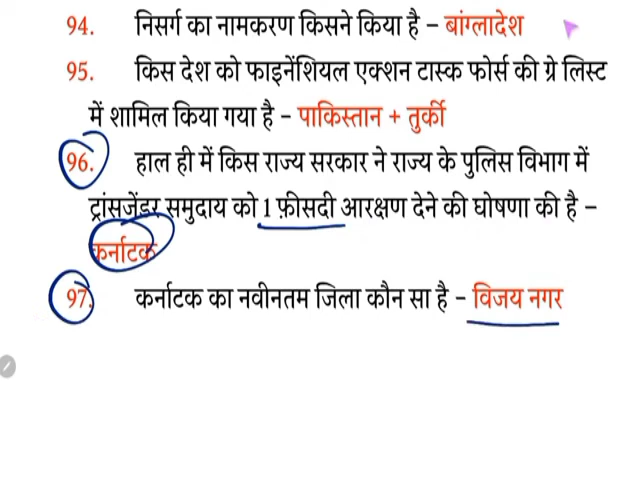 94. निसर्ग का नामकरण किसने किया है – बांग्लादेश
95. किस देश को फाइनेंशियल एक्शन टास्क फोर्स की ग्रे लिस्ट
में शामिल किया गया है – पाकिस्तान + तुर्की
96. हाल ही में किस राज्य सरकार ने राज्य के पुलिस विभाग में
ट्रांसजेंडर समुदाय को 1 फ़ीसदी आरक्षण देने की घोषणा की है –
कर्नाटक
97. कर्नाटक का नवीनतम जिला कौन सा है – विजय नगर